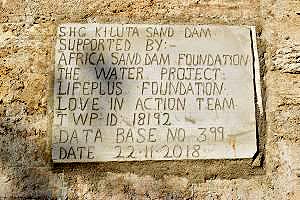 SHG KILUTA SAND DAM
SUPPORTED BY:-
AFRICA SAND DAM FOUNDATION
THE WATER PROJECT:
LIFEPLUS FOUNDATION:
LOVE IN ACTION TEAM:
TWP-ID: 18192
DATA BASE NO 399
DATE 22·11·2018